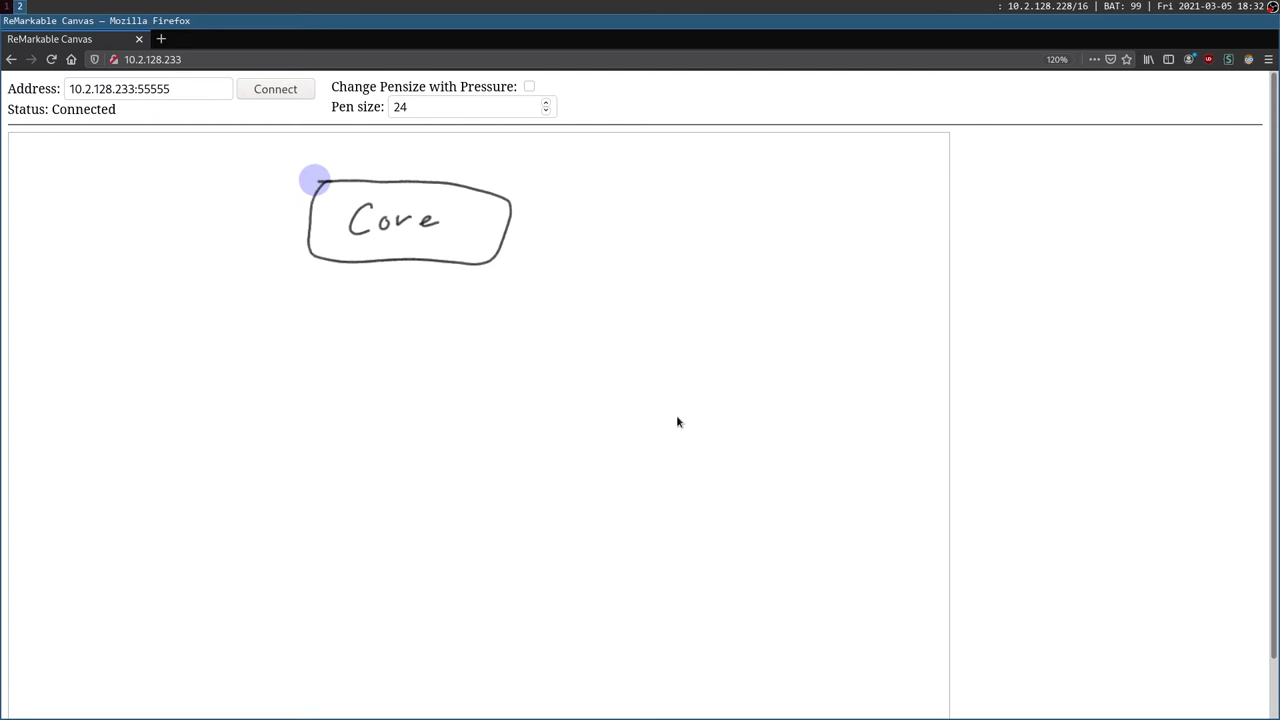 1 2 : 10.2.128.228/16 | BAT: 99 | Fri 2021-03-05 18:32
ReMarkable Canvas — Mozilla Firefox
ReMarkable Canvas
10.2.128.233 120%
Address: 10.2.128.233:55555 Connect Change Pensize with Pressure:
Status: Connected Pen size: 24
Core